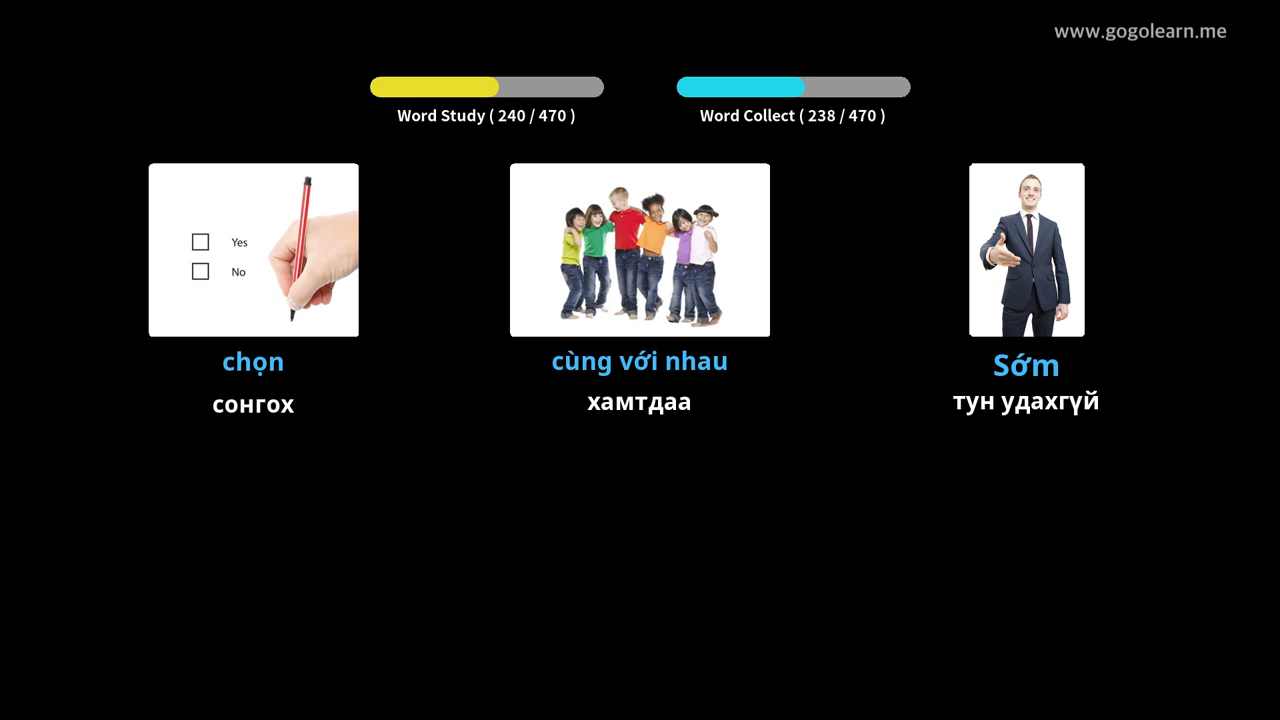 www.gogolearn.me
Word Study ( 240 / 470 )
Word Collect ( 238 / 470 )
Yes
No
chọn
cùng với nhau
Sớm
сонгох
хамтдаа
тун удахгүй